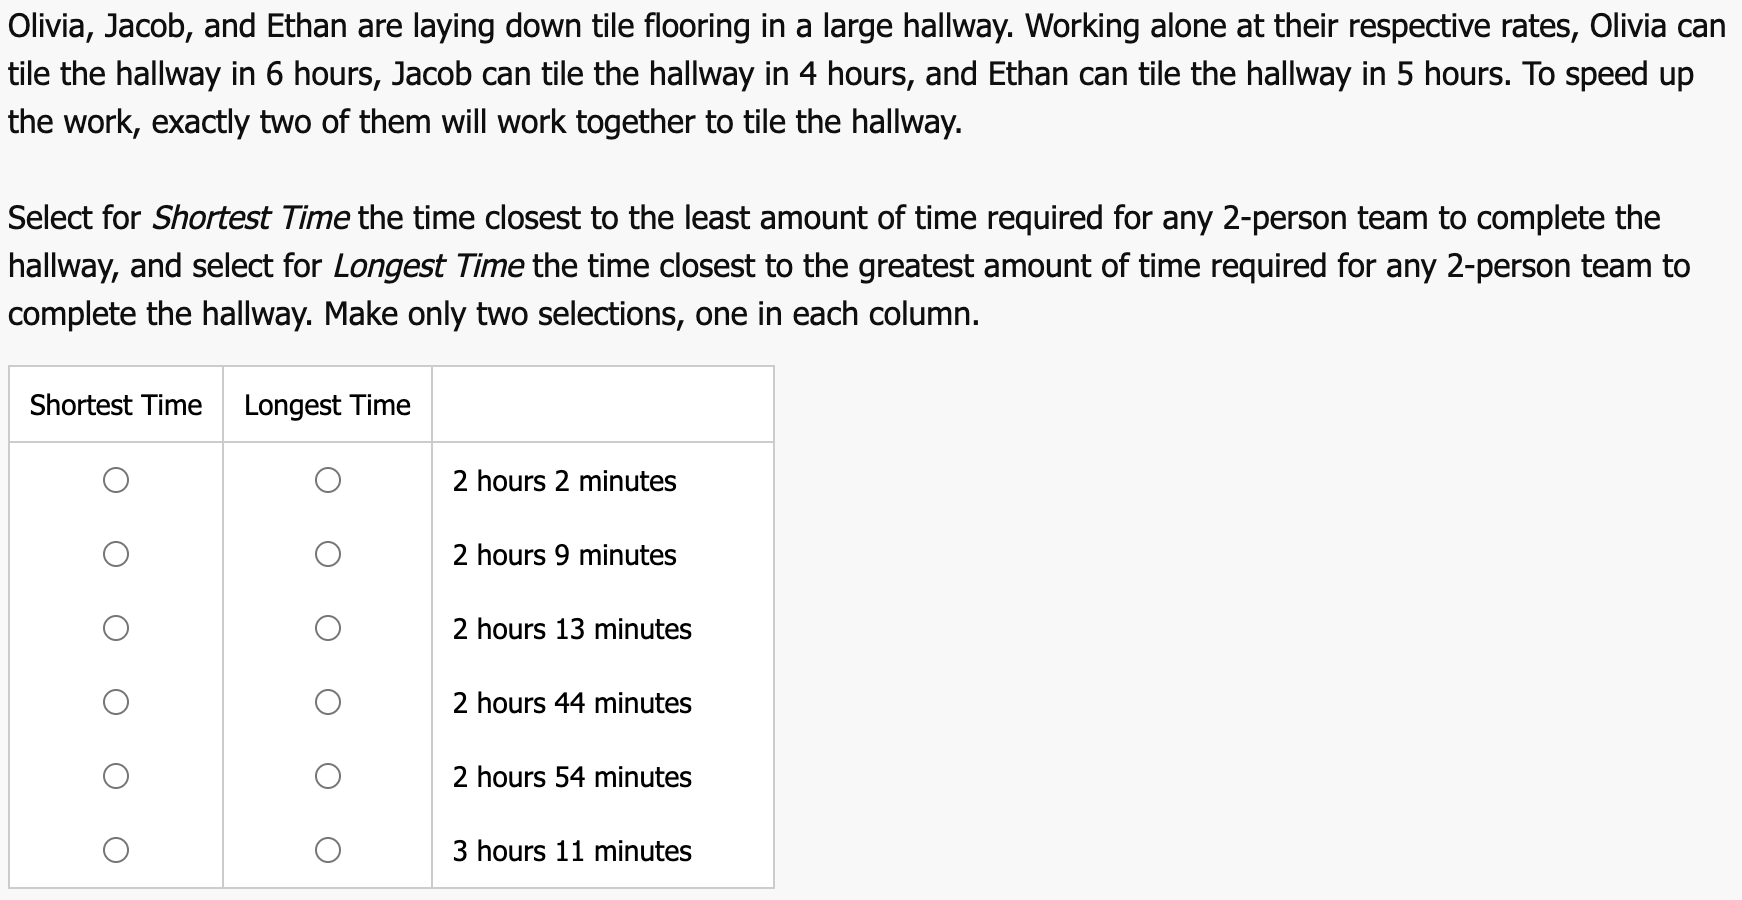 Olivia, Jacob, and Ethan are laying down tile flooring in a large hallway. Working alone at their respective rates, Olivia can
tile the hallway in 6 hours, Jacob can tile the hallway in 4 hours, and Ethan can tile the hallway in 5 hours. To speed up
the work, exactly two of them will work together to tile the hallway.
Select for Shortest Time the time closest to the least amount of time required for any 2-person team to complete the
hallway, and select for Longest Time the time closest to the greatest amount of time required for any 2-person team to
complete the hallway. Make only two selections, one in each column.
Shortest Time Longest Time
2 hours 2 minutes
2 hours 9 minutes
2 hours 13 minutes
2 hours 44 minutes
2 hours 54 minutes
3 hours 11 minutes